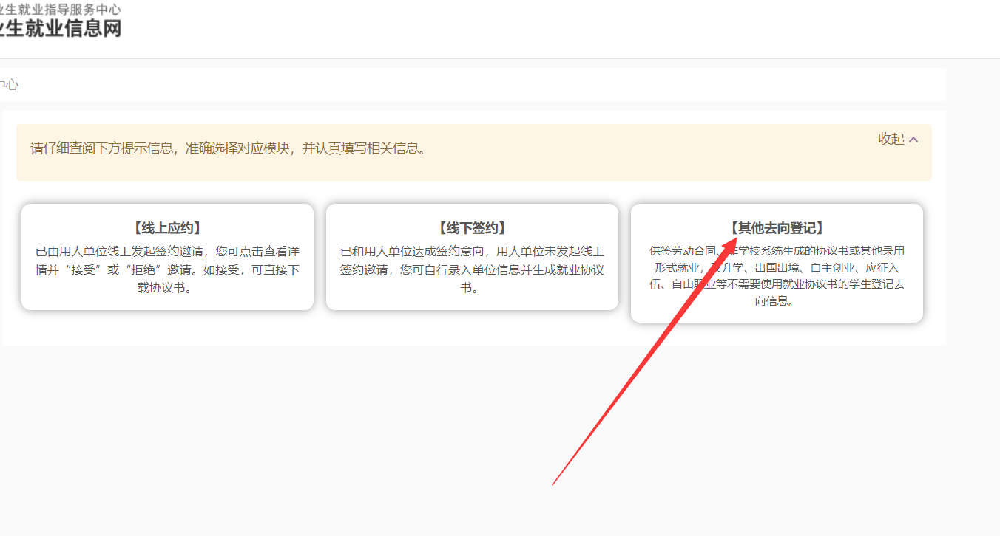 业生就业指导服务中心
业生就业信息网
中心
请仔细查阅下方提示信息，准确选择对应模块，并认真填写相关信息。
收起
【线上应约】
已由用人单位线上发起签约邀请，您可点击查看详
情并“接受”或“拒绝”邀请。如接受，可直接下
载协议书。
【线下签约】
已和用人单位达成签约意向，用人单位未发起线上
签约邀请，您可自行录入单位信息并生成就业协议
书。
【其他去向登记】
供签劳动合同、非学校系统生成的协议书或其他录用
形式就业，及升学、出国出境、自主创业、应征入
伍、自由职业等不需要使用就业协议书的学生登记去
向信息。